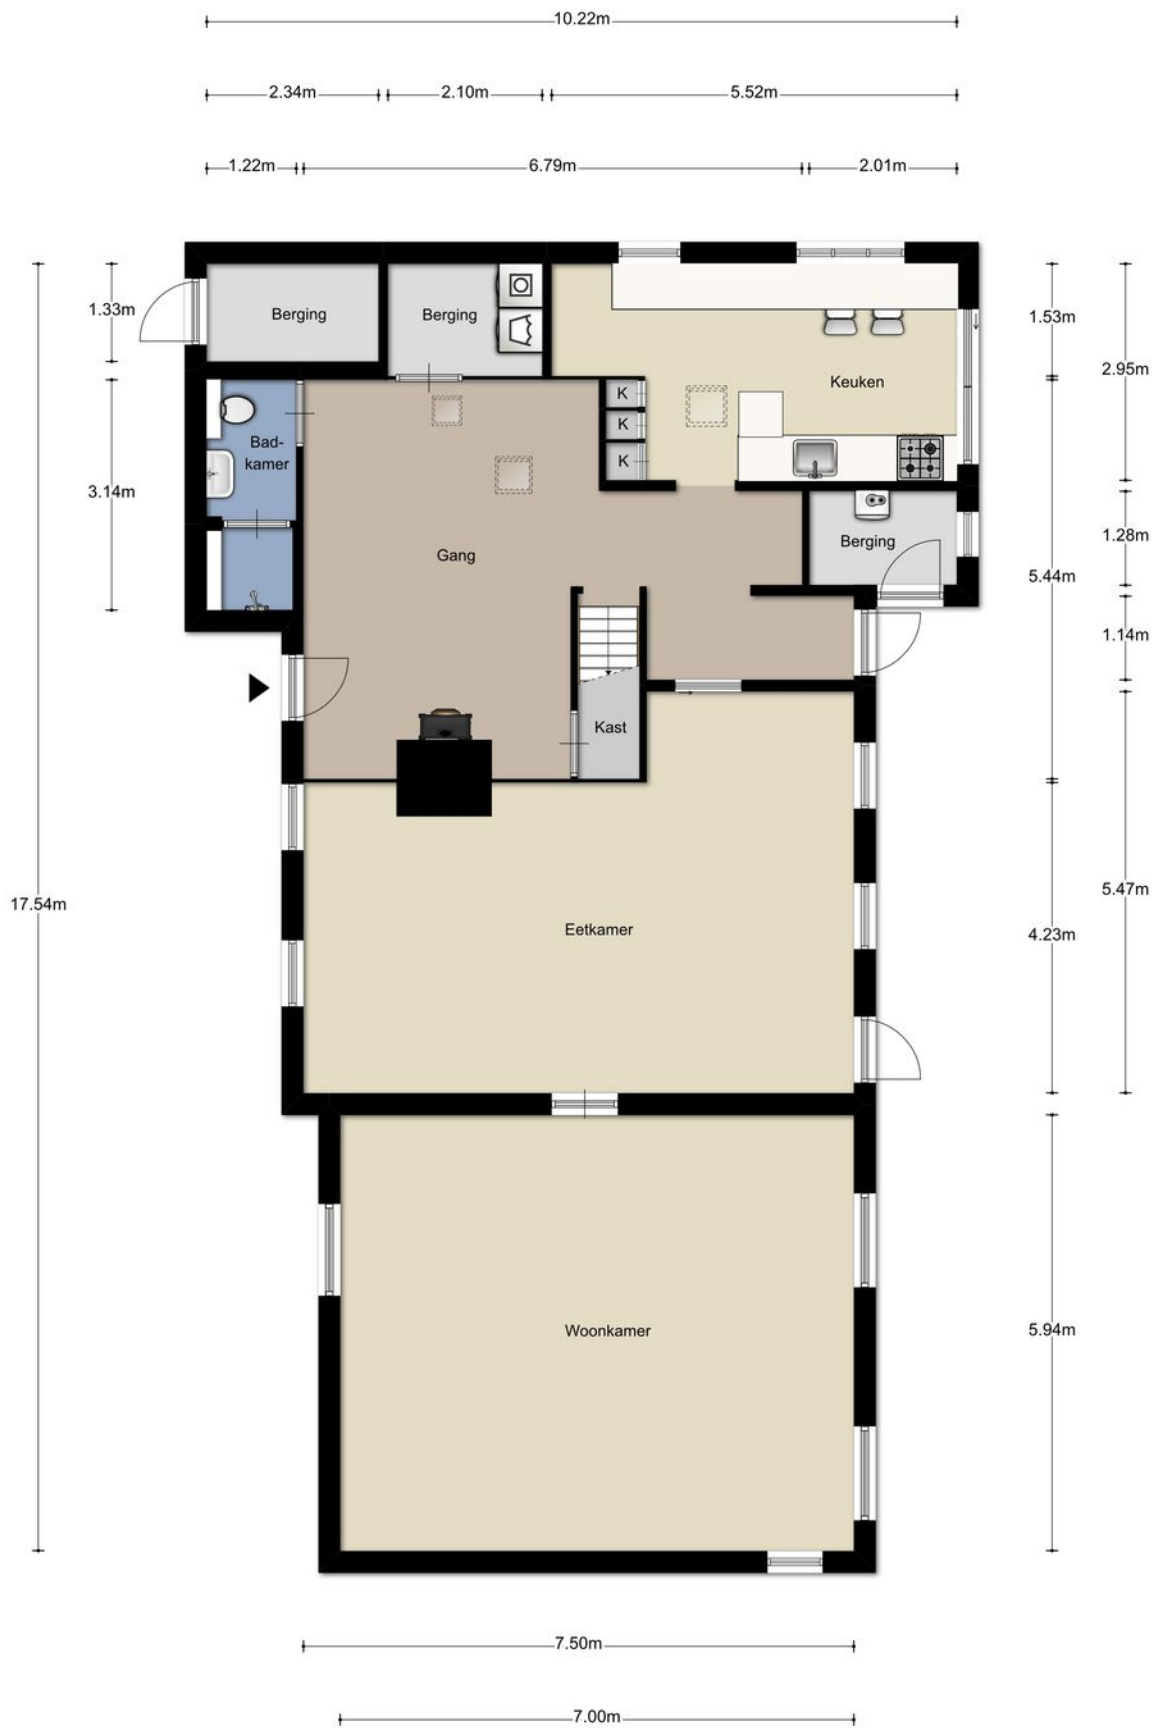 10.22m
2.34m
2.10m
5.52m
1.22m
6.79m
2.01m
1.33m
Berging
Berging
1.53m
2.95m
Keuken
K
K
K
Bad-
kamer
3.14m
Berging
1.28m
Gang
5.44m
1.14m
Kast
17.54m
5.47m
Eetkamer
4.23m
Woonkamer
5.94m
7.50m
7.00m